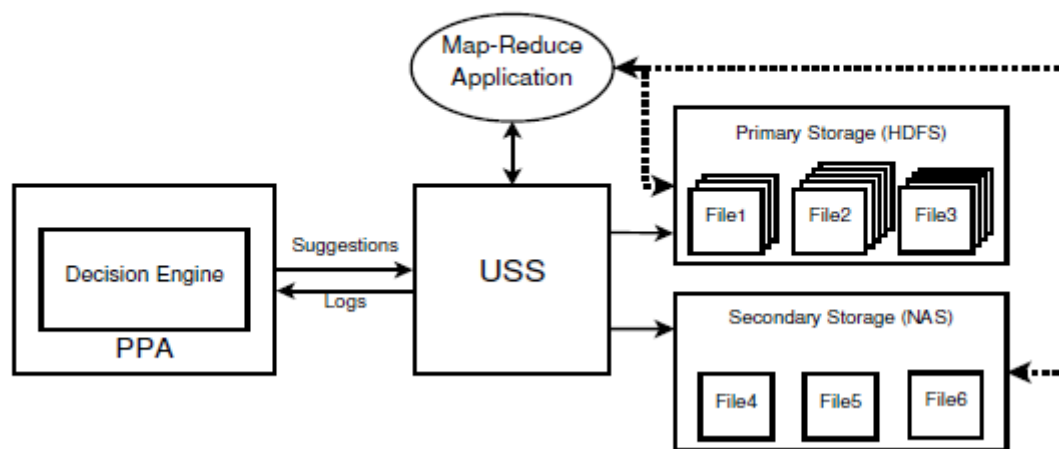 Map-Reduce
Application
Primary Storage (HDFS)
File1
File2
File3
Suggestions
Decision Engine
USS
Logs
PPA
Secondary Storage (NAS)
File4
File5
File6